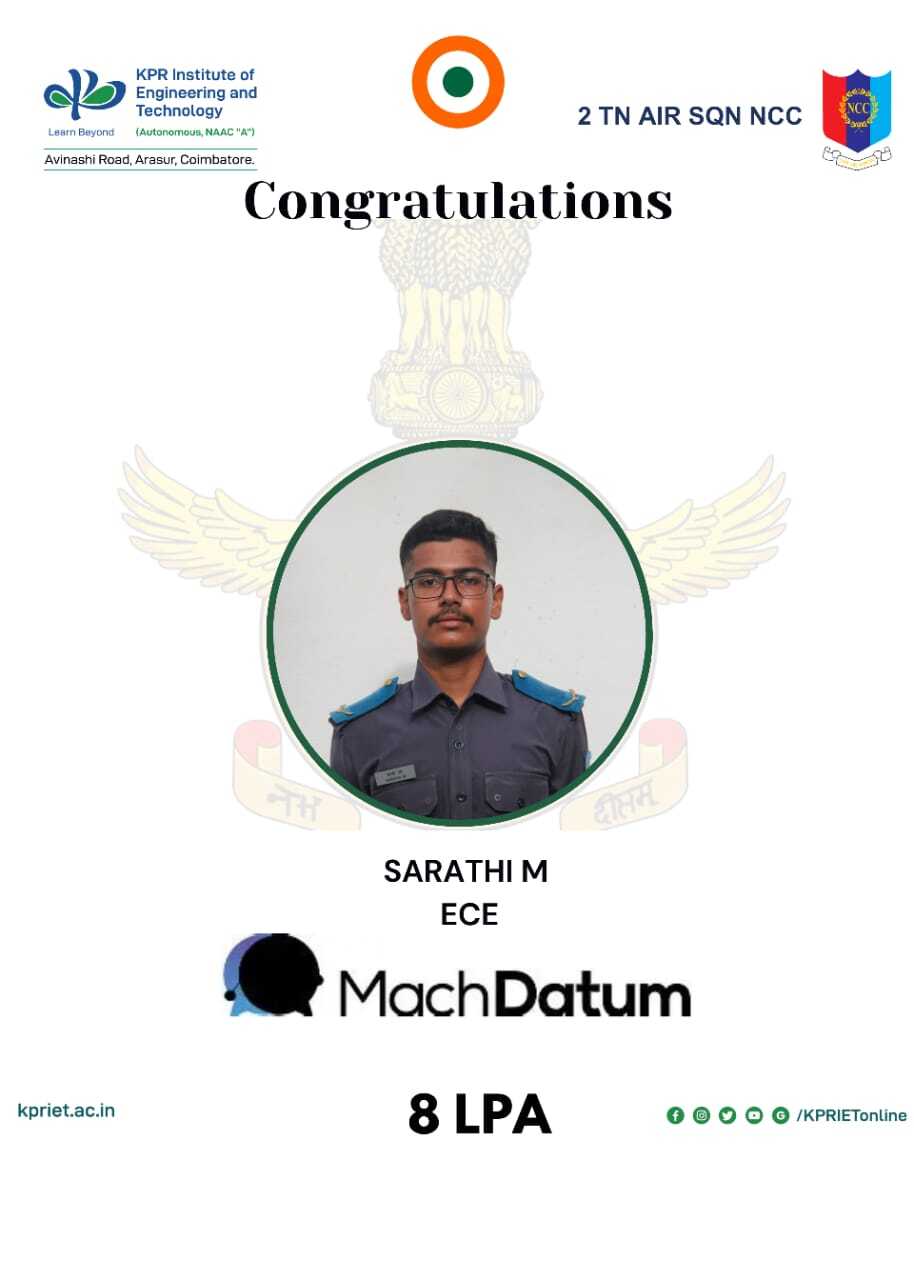 KPR Institute of
Engineering and
Technology
Learn Beyond
(Autonomous, NAAC "A")
Avinashi Road, Arasur, Coimbatore.
2 TN AIR SQN NCC
NCC
Congratulations
नभ
दीप्तम्
SARATHI M
ECE
MachDatum
8 LPA
kpriet.ac.in
/KPRIETonline